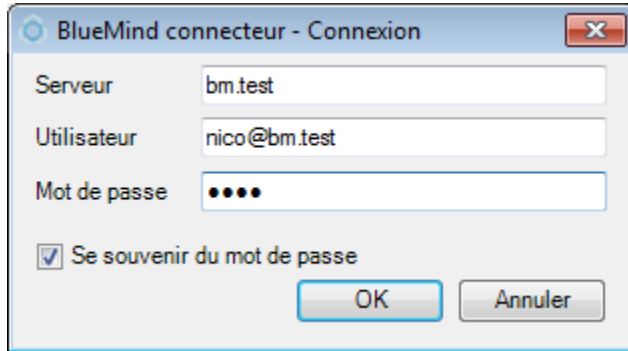 BlueMind connecteur - Connexion
Serveur bm.test
Utilisateur nico@bm.test
Mot de passe ••••
Se souvenir du mot de passe
OK Annuler